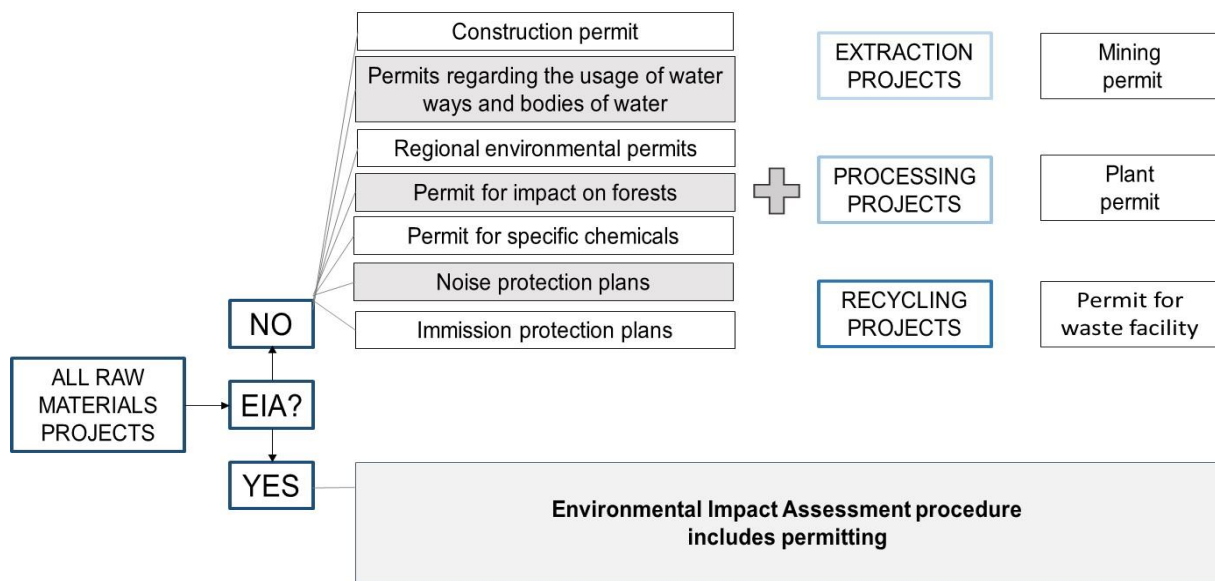 Construction permit
Permits regarding the usage of water
ways and bodies of water
Regional environmental permits
Permit for impact on forests
Permit for specific chemicals
Noise protection plans
Immission protection plans
EXTRACTION
PROJECTS
Mining
permit
PROCESSING
PROJECTS
Plant
permit
RECYCLING
PROJECTS
Permit for
waste facility
NO
ALL RAW
MATERIALS
PROJECTS
EIA?
YES
Environmental Impact Assessment procedure
includes permitting